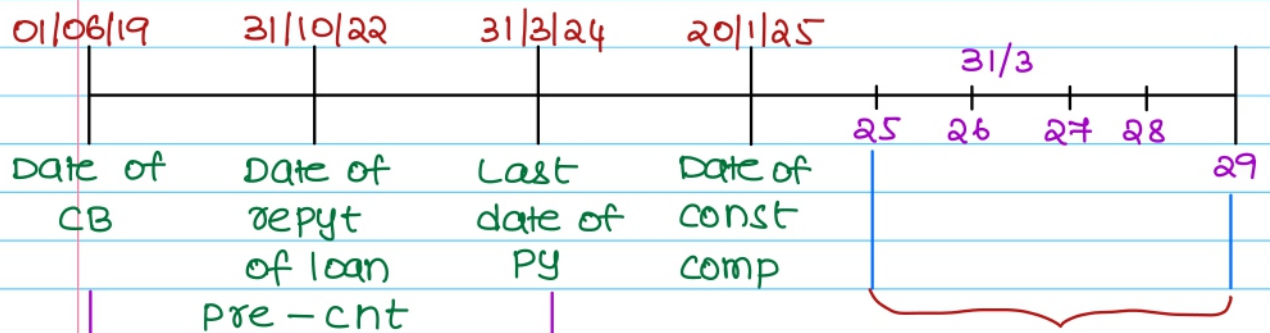 01/06/19 31/10/22 31/3/24 20/1/25
31/3
25 26 27 28
29
Date of Date of Last Date of
CB repyt date of const
of loan PY comp
Pre - cnt